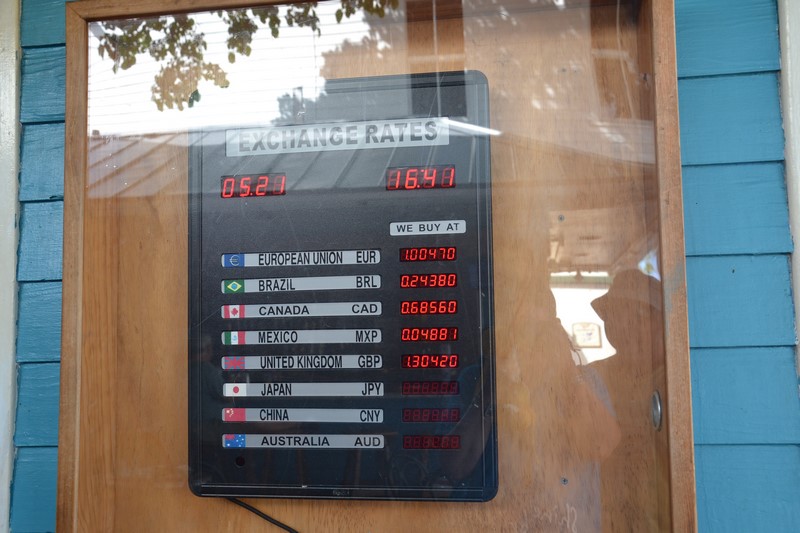 EXCHANGE RATES
05.21 16.41
WE BUY AT
EUROPEAN UNION EUR 1.00470
BRAZIL BRL 0.24380
CANADA CAD 0.68560
MEXICO MXP 0.04881
UNITED KINGDOM GBP 1.30420
JAPAN JPY
CHINA CNY
AUSTRALIA AUD